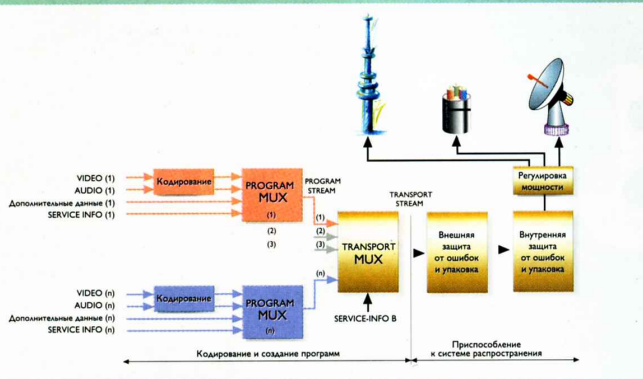 VIDEO (1)
AUDIO (1)
Дополнительные данные (1)
SERVICE INFO (1)
Кодирование
PROGRAM
MUX
(1)
(2)
(3)
PROGRAM
STREAM
(1)
(2)
(3)
(n)
TRANSPORT
MUX
SERVICE-INFO B
TRANSPORT
STREAM
Внешняя
защита
от ошибок
и упаковка
Внутренняя
защита
от ошибок
и упаковка
Регулировка
мощности
VIDEO (n)
AUDIO (n)
Дополнительные данные (n)
SERVICE INFO (n)
Кодирование
PROGRAM
MUX
(n)
Кодирование и создание программ
Приспособление
к системе распространения